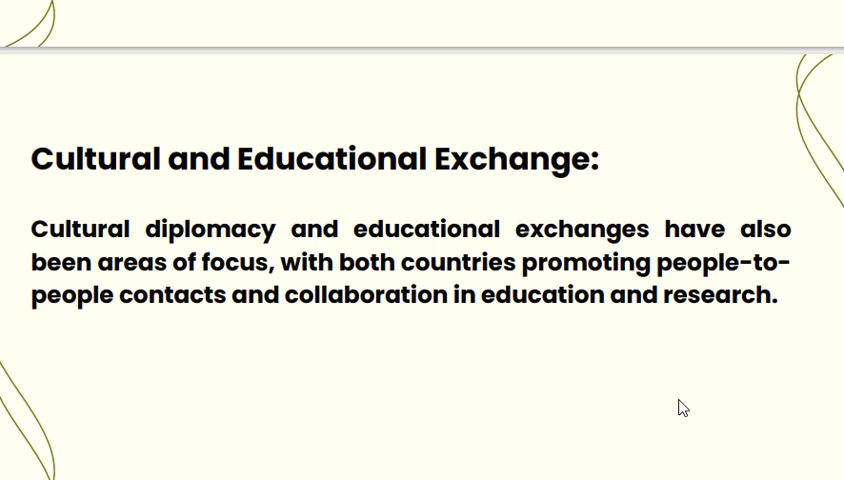 Cultural and Educational Exchange:
Cultural diplomacy and educational exchanges have also
been areas of focus, with both countries promoting people-to-
people contacts and collaboration in education and research.